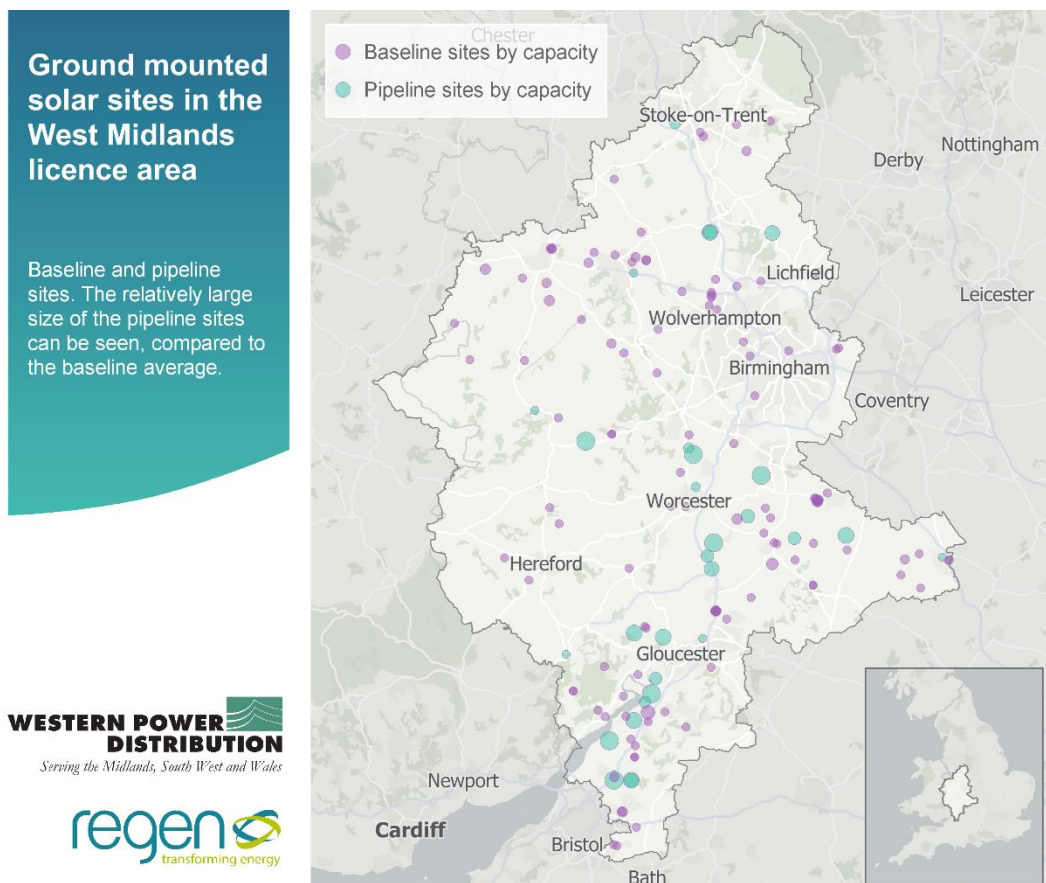 Ground mounted
solar sites in the
West Midlands
licence area
Baseline and pipeline
sites. The relatively large
size of the pipeline sites
can be seen, compared to
the baseline average.
WESTERN POWER
DISTRIBUTION
Serving the Midlands, South West and Wales
regen
transforming energy
Chester
Baseline sites by capacity
Pipeline sites by capacity
Stoke-on-Trent
Nottingham
Derby
Lichfield
Leicester
Wolverhampton
Birmingham
Coventry
Worcester
Hereford
Gloucester
Newport
Cardiff
Bristol
Bath